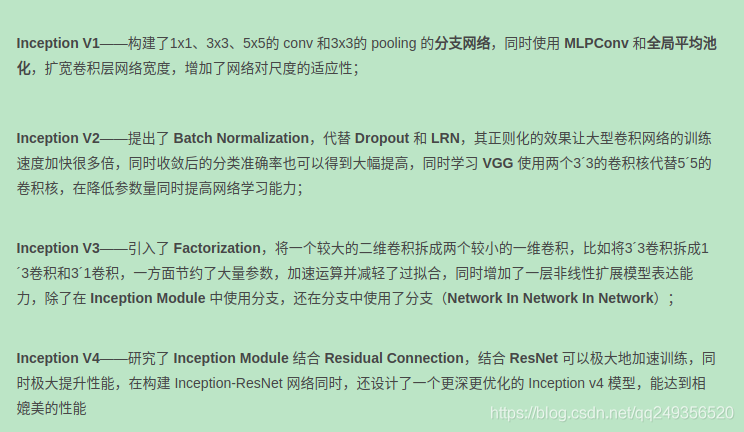 Inception V1——构建了1x1、3x3、5x5的 conv 和3x3的 pooling 的分支网络，同时使用 MLPConv 和全局平均池
化，扩宽卷积层网络宽度，增加了网络对尺度的适应性；
Inception V2——提出了 Batch Normalization，代替 Dropout 和 LRN，其正则化的效果让大型卷积网络的训练
速度加快很多倍，同时收敛后的分类准确率也可以得到大幅提高，同时学习 VGG 使用两个3´3的卷积核代替5´5的
卷积核，在降低参数量同时提高网络学习能力；
Inception V3——引入了 Factorization，将一个较大的二维卷积拆成两个较小的一维卷积，比如将3´3卷积拆成1
´3卷积和3´1卷积，一方面节约了大量参数，加速运算并减轻了过拟合，同时增加了一层非线性扩展模型表达能
力，除了在 Inception Module 中使用分支，还在分支中使用了分支（Network In Network In Network）；
Inception V4——研究了 Inception Module 结合 Residual Connection，结合 ResNet 可以极大地加速训练，同
时极大提升性能，在构建 Inception-ResNet 网络同时，还设计了一个更深更优化的 Inception v4 模型，能达到相
媲美的性能
https://blog.csdn.net/qq249356520